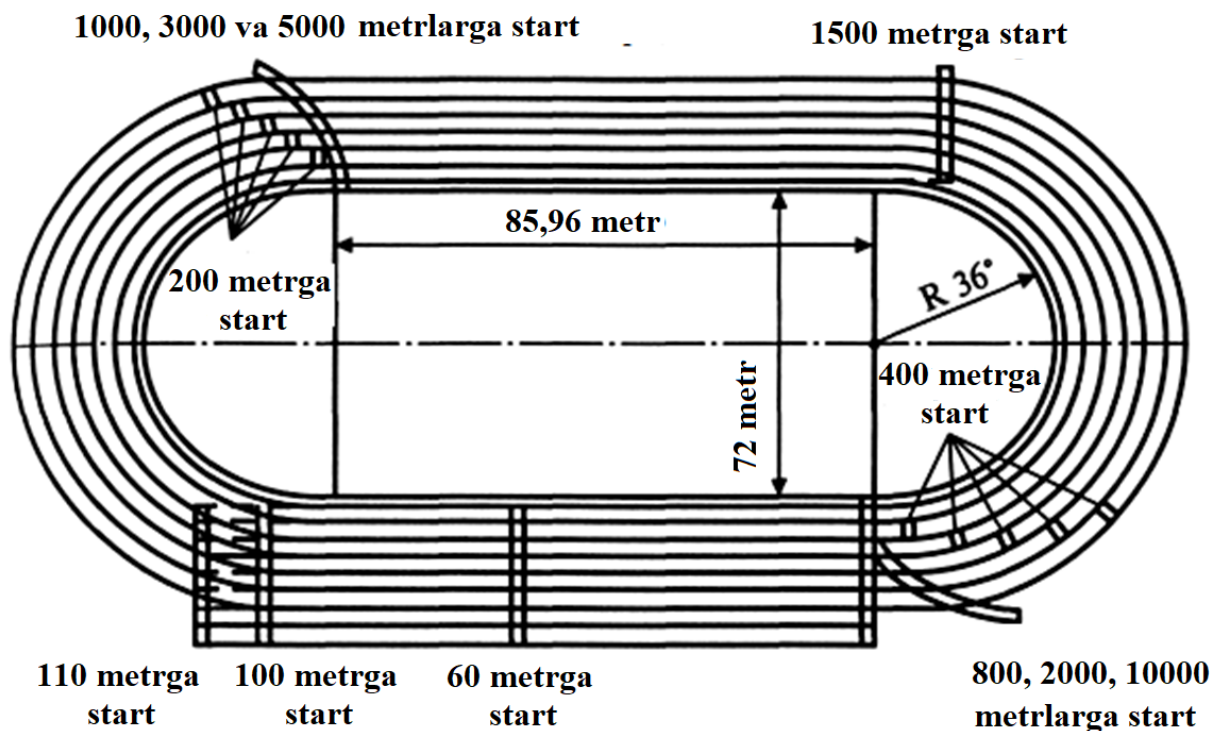 1000, 3000 va 5000 metrlarga start
1500 metrga start
85,96 metr
200 metrga
start
R 36°
72 metr
400 metrga
start
110 metrga
start
100 metrga
start
60 metrga
start
800, 2000, 10000
metrlarga start